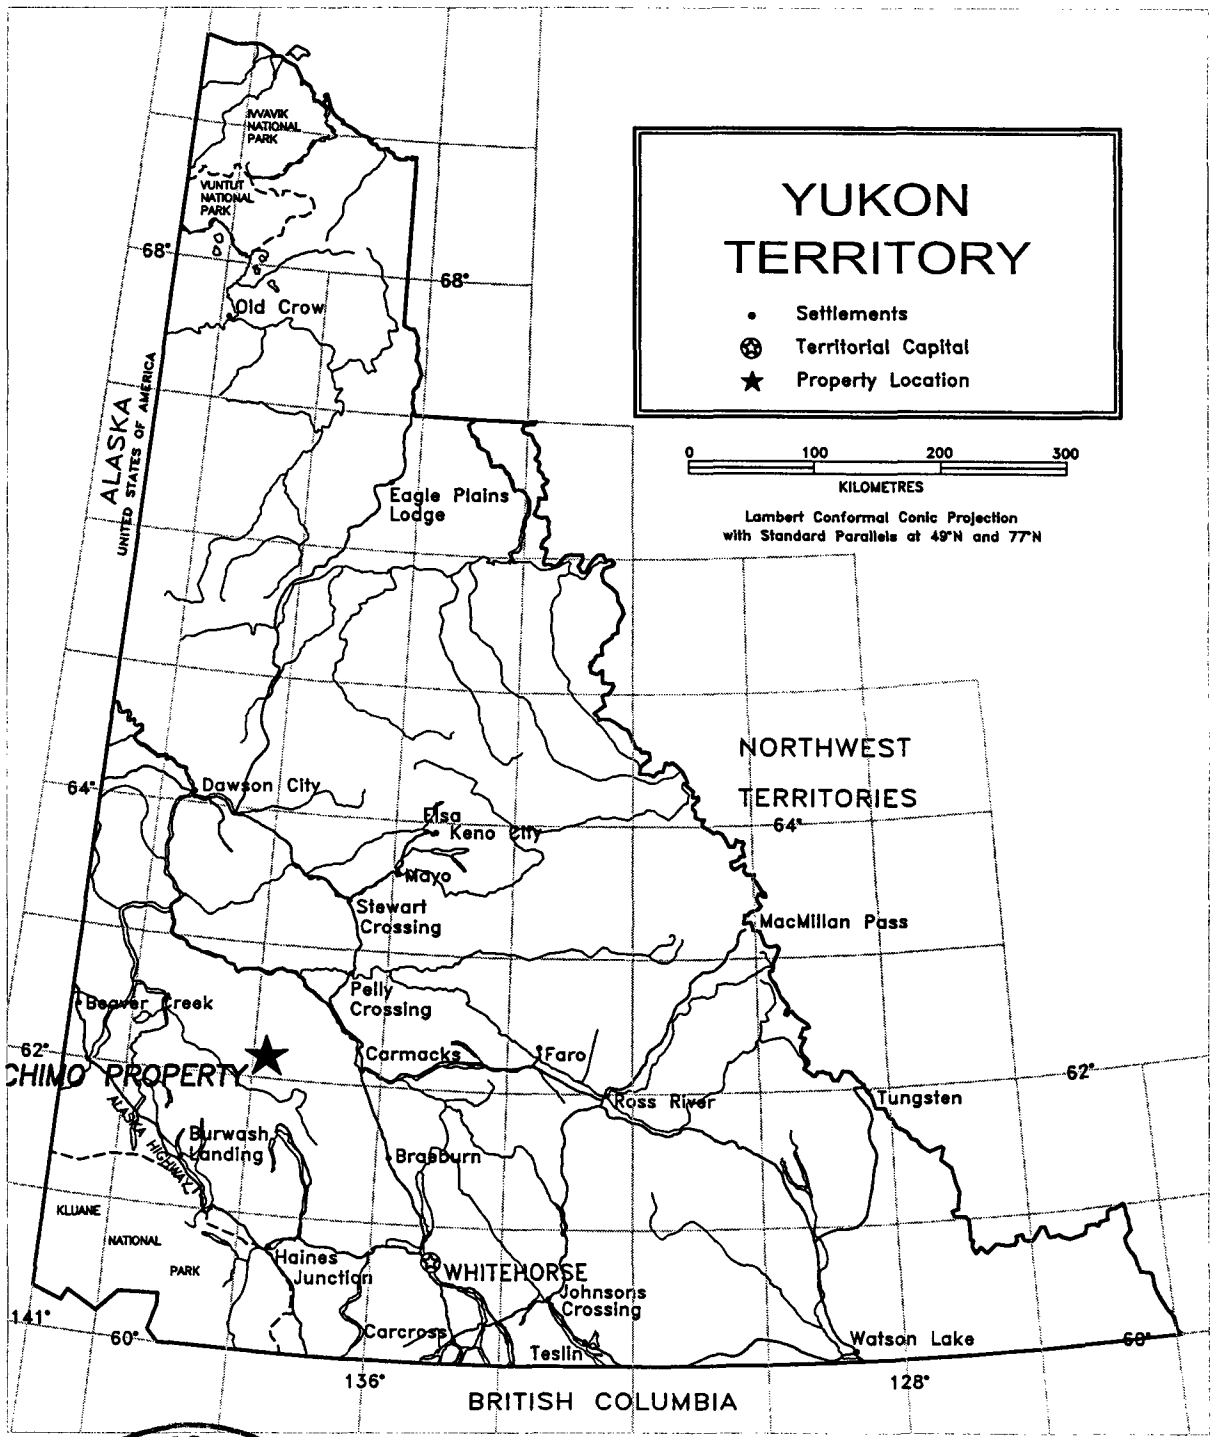 IVVAVIK
NATIONAL
PARK
VUNTUT
NATIONAL
PARK
68°
68°
Old Crow
YUKON
TERRITORY
Settlements
Territorial Capital
Property Location
0 100 200 300
KILOMETRES
Lambert Conformal Conic Projection
with Standard Parallels at 49°N and 77°N
ALASKA
UNITED STATES OF AMERICA
Eagle Plains
Lodge
NORTHWEST
TERRITORIES
64°
64°
Dawson City
Elsa
Keno City
Mayo
Stewart
Crossing
MacMillan Pass
Pelly
Crossing
Beaver Creek
62°
CHIMO PROPERTY
Carmacks
Faro
62°
Ross River
Tungsten
ALASKA HIGHWAY
Burwash
Landing
Braeburn
KLUANE
NATIONAL
PARK
Haines
Junction
WHITEHORSE
Johnsons
Crossing
141°
60°
Carcross
Teslin
Watson Lake
60°
136°
128°
BRITISH COLUMBIA